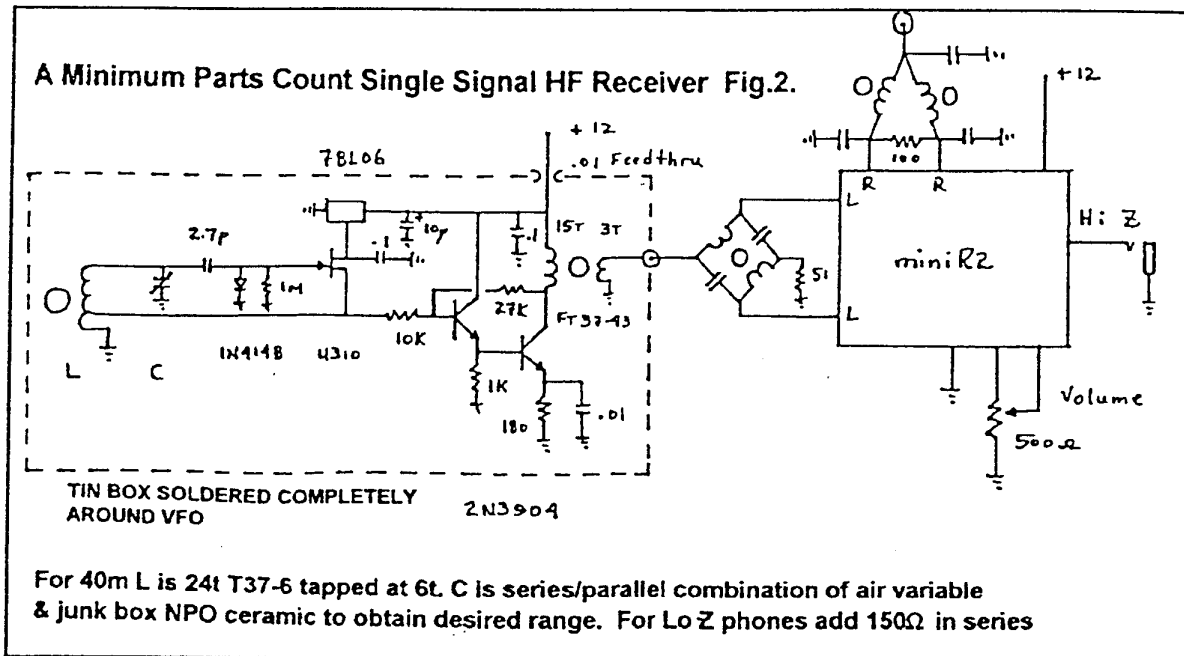 A Minimum Parts Count Single Signal HF Receiver Fig.2.
+12
+12
78L06
.01 Feedthru
100
R R
2.7p
.1
10µ
.1
15T 3T
L
Hi Z
miniR2
51
1M
27K
10K
FT37-43
L
1N4148
U310
L C
1K
180
.01
Volume
500Ω
TIN BOX SOLDERED COMPLETELY
AROUND VFO
2N3904
For 40m L is 24t T37-6 tapped at 6t. C is series/parallel combination of air variable
& junk box NPO ceramic to obtain desired range. For Lo Z phones add 150Ω in series